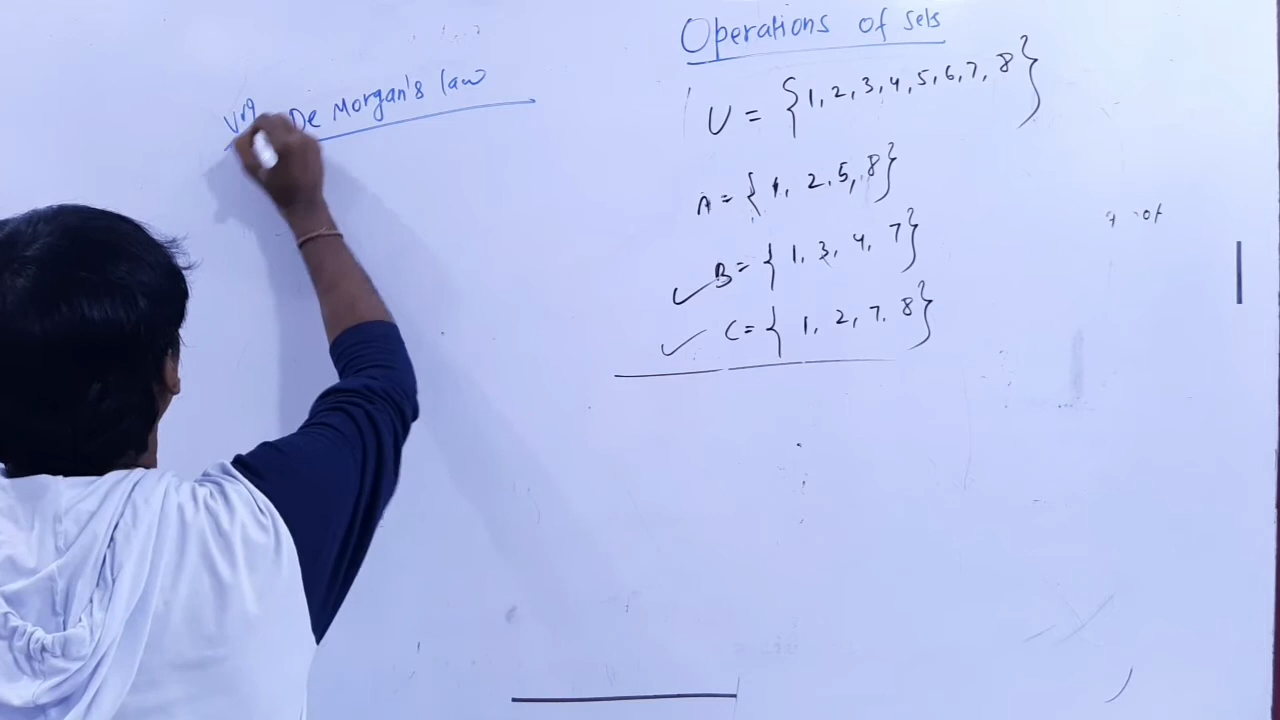 De Morgan's law
Operations of sets
U = {1, 2, 3, 4, 5, 6, 7, 8}
A = {1, 2, 5, 8}
B = {1, 3, 4, 7}
C = {1, 2, 7, 8}